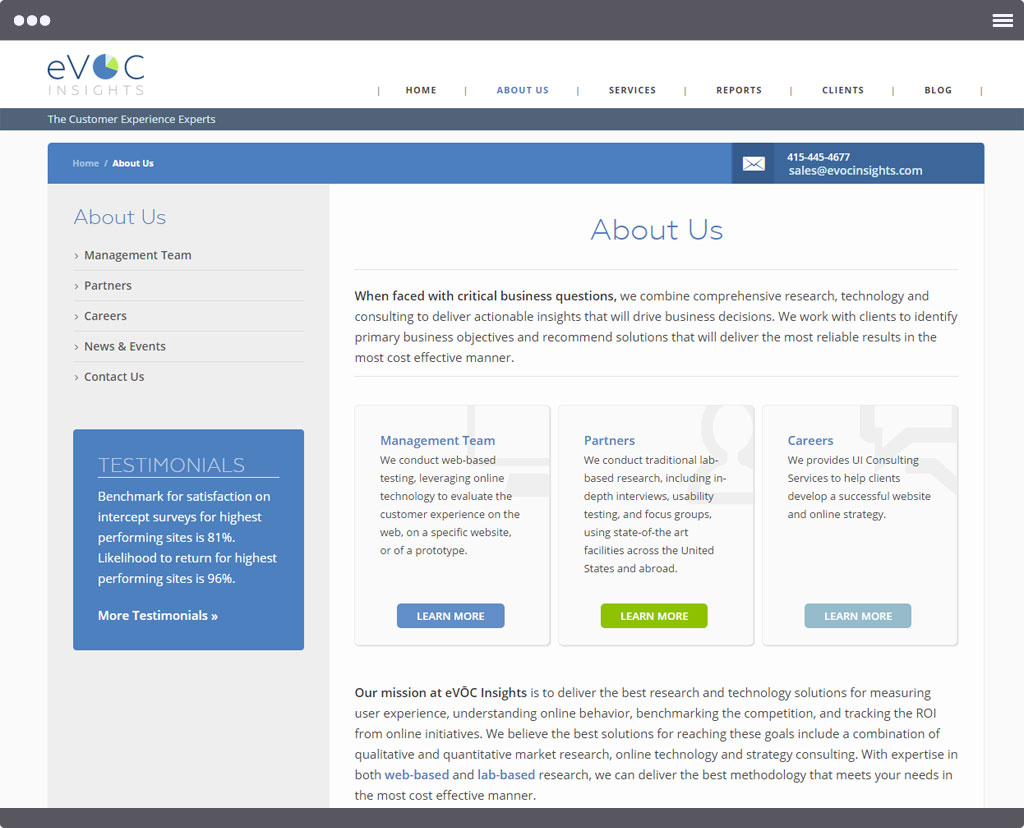 eVOC
INSIGHTS
| HOME | ABOUT US | SERVICES | REPORTS | CLIENTS | BLOG |
The Customer Experience Experts
Home / About Us
415-445-4677
sales@evocinsights.com
About Us
› Management Team
› Partners
› Careers
› News & Events
› Contact Us
TESTIMONIALS
Benchmark for satisfaction on
intercept surveys for highest
performing sites is 81%.
Likelihood to return for highest
performing sites is 96%.
More Testimonials »
About Us
When faced with critical business questions, we combine comprehensive research, technology and
consulting to deliver actionable insights that will drive business decisions. We work with clients to identify
primary business objectives and recommend solutions that will deliver the most reliable results in the
most cost effective manner.
Management Team
We conduct web-based
testing, leveraging online
technology to evaluate the
customer experience on the
web, on a specific website,
or of a prototype.
LEARN MORE
Partners
We conduct traditional lab-
based research, including in-
depth interviews, usability
testing, and focus groups,
using state-of-the art
facilities across the United
States and abroad.
LEARN MORE
Careers
We provides UI Consulting
Services to help clients
develop a successful website
and online strategy.
LEARN MORE
Our mission at eVŌC Insights is to deliver the best research and technology solutions for measuring
user experience, understanding online behavior, benchmarking the competition, and tracking the ROI
from online initiatives. We believe the best solutions for reaching these goals include a combination of
qualitative and quantitative market research, online technology and strategy consulting. With expertise in
both web-based and lab-based research, we can deliver the best methodology that meets your needs in
the most cost effective manner.